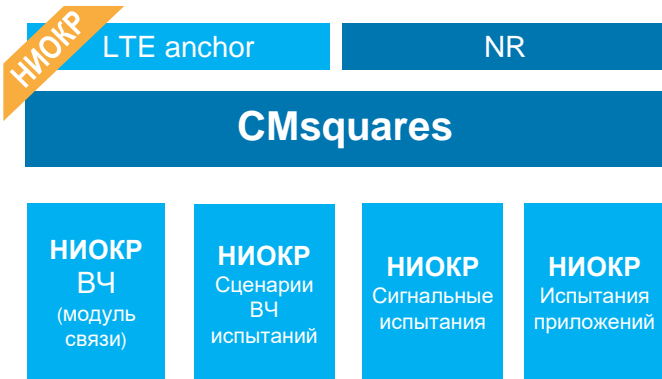 НИОКР
LTE anchor
NR
CMsquares
НИОКР
ВЧ
(модуль
связи)
НИОКР
Сценарии
ВЧ
испытаний
НИОКР
Сигнальные
испытания
НИОКР
Испытания
приложений